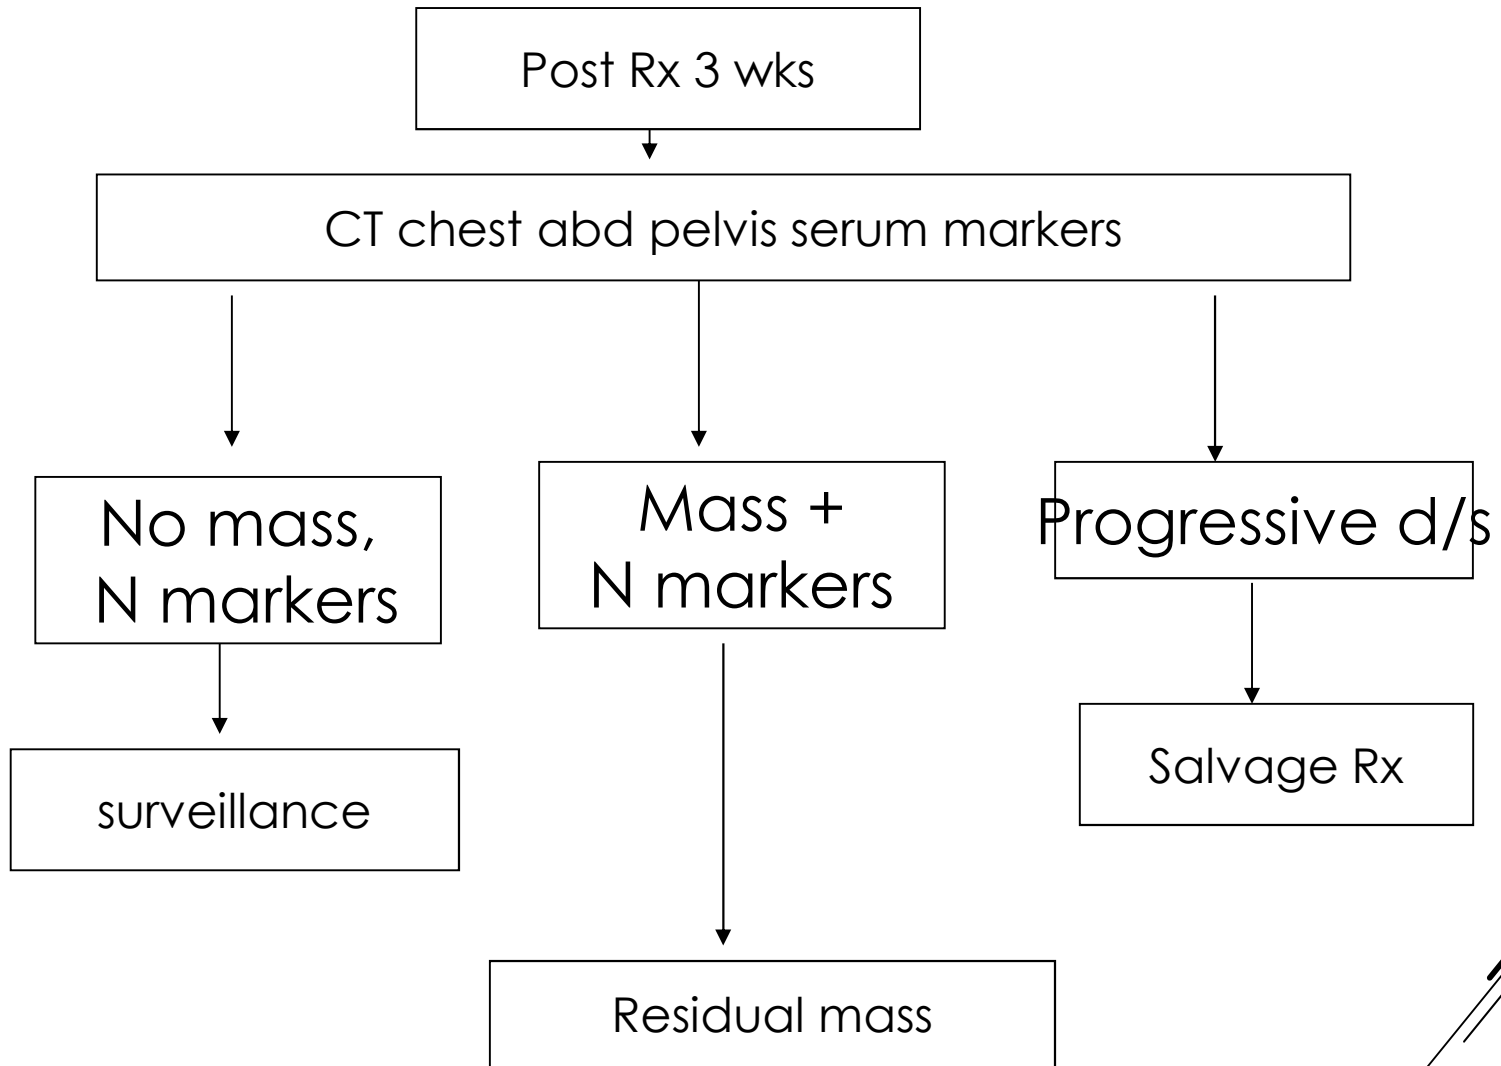 Post Rx 3 wks
CT chest abd pelvis serum markers
No mass,
N markers
Mass +
N markers
Progressive d/s
surveillance
Salvage Rx
Residual mass